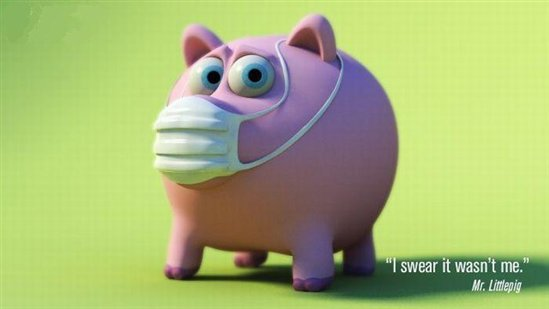 “I swear it wasn’t me.”
Mr. Littlepig